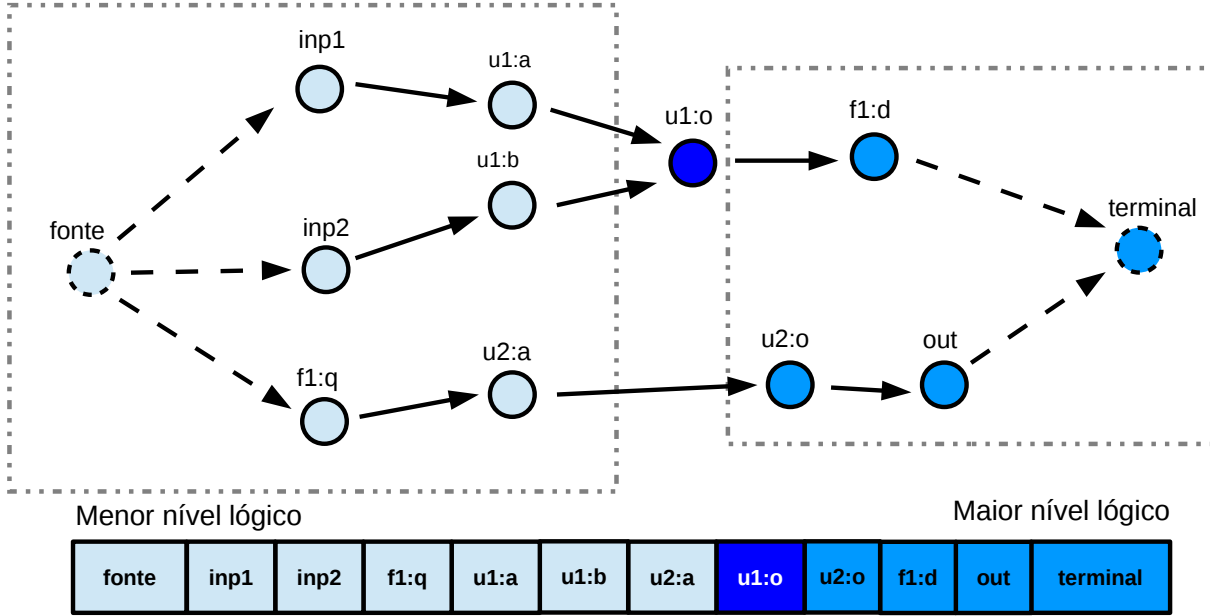 inp1
u1:a
u1:o
f1:d
u1:b
fonte
inp2
terminal
u2:a
u2:o
out
f1:q
Menor nível lógico
Maior nível lógico
fonte inp1 inp2 f1:q u1:a u1:b u2:a u1:o u2:o f1:d out terminal